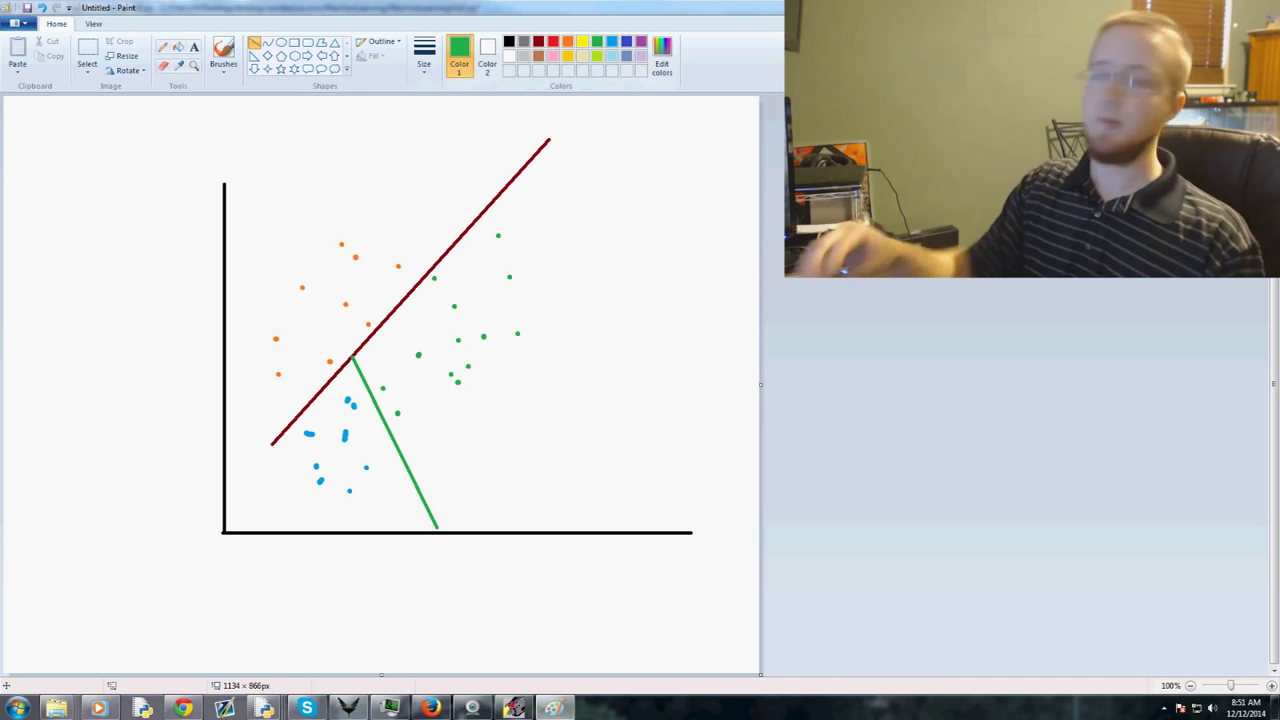 Untitled - Paint
Home View
Paste
Cut
Copy
Clipboard
Select
Crop
Resize
Rotate
Image
A
Tools
Brushes
Outline
Fill
Shapes
Size
Color 1
Color 2
Edit colors
Colors
1134 × 866px
100%
8:51 AM
12/12/2014